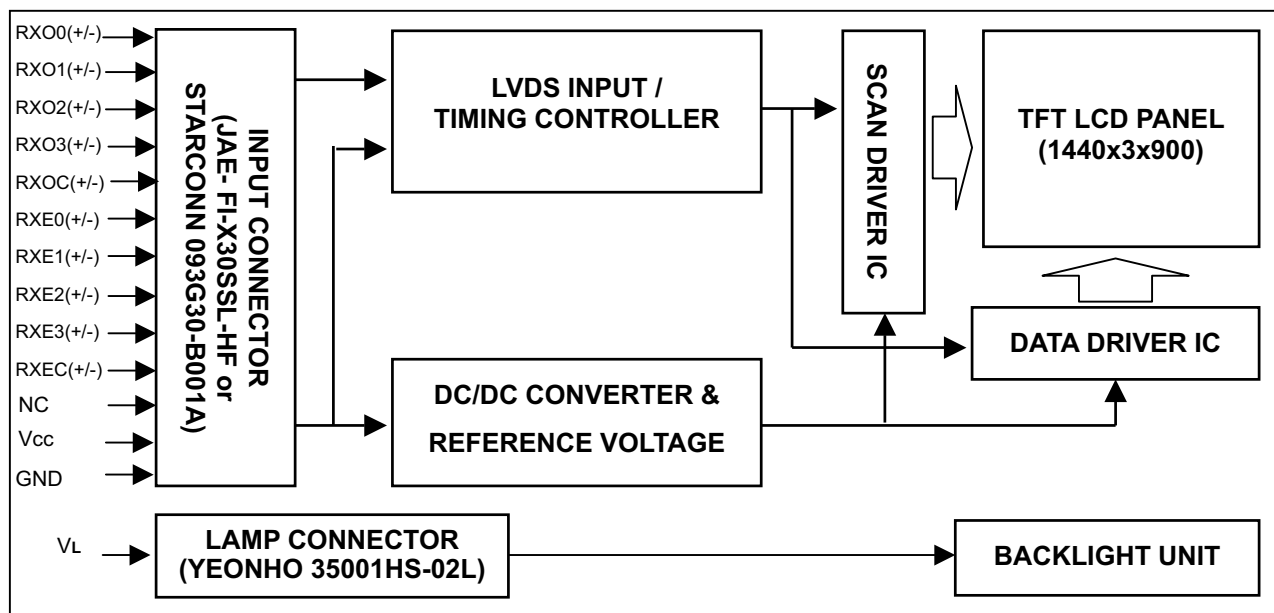 RXO0(+/-)
RXO1(+/-)
RXO2(+/-)
RXO3(+/-)
RXOC(+/-)
RXE0(+/-)
RXE1(+/-)
RXE2(+/-)
RXE3(+/-)
RXEC(+/-)
NC
Vcc
GND
VL
INPUT CONNECTOR
(JAE- FI-X30SSL-HF or
STARCONN 093G30-B001A)
LVDS INPUT /
TIMING CONTROLLER
DC/DC CONVERTER &
REFERENCE VOLTAGE
SCAN DRIVER IC
TFT LCD PANEL
(1440x3x900)
DATA DRIVER IC
LAMP CONNECTOR
(YEONHO 35001HS-02L)
BACKLIGHT UNIT